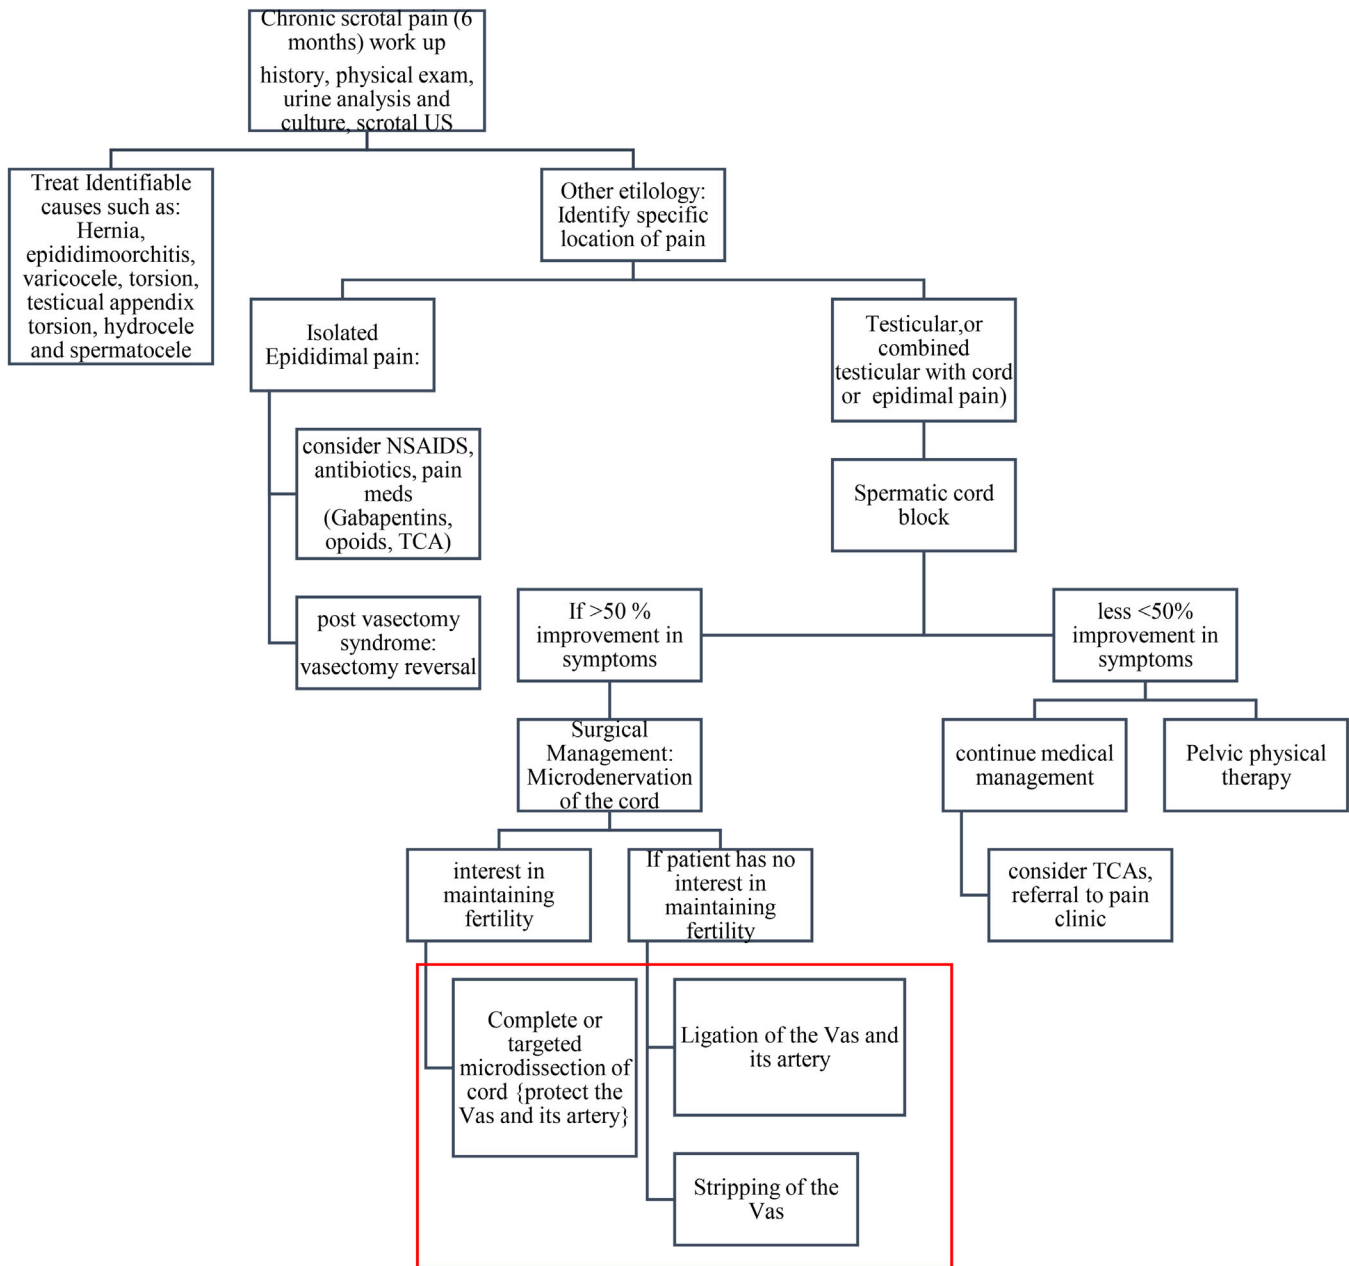 Chronic scrotal pain (6
months) work up
history, physical exam,
urine analysis and
culture, scrotal US
Treat Identifiable
causes such as:
Hernia,
epididimoorchitis,
varicocele, torsion,
testicual appendix
torsion, hydrocele
and spermatocele
Other etilology:
Identify specific
location of pain
Isolated
Epididimal pain:
consider NSAIDS,
antibiotics, pain
meds
(Gabapentins,
opoids, TCA)
post vasectomy
syndrome:
vasectomy reversal
Testicular,or
combined
testicular with cord
or epidimal pain)
Spermatic cord
block
If >50 %
improvement in
symptoms
less <50%
improvement in
symptoms
Surgical
Management:
Microdenervation
of the cord
continue medical
management
Pelvic physical
therapy
consider TCAs,
referral to pain
clinic
interest in
maintaining
fertility
If patient has no
interest in
maintaining
fertility
Complete or
targeted
microdissection of
cord {protect the
Vas and its artery}
Ligation of the Vas and
its artery
Stripping of the
Vas